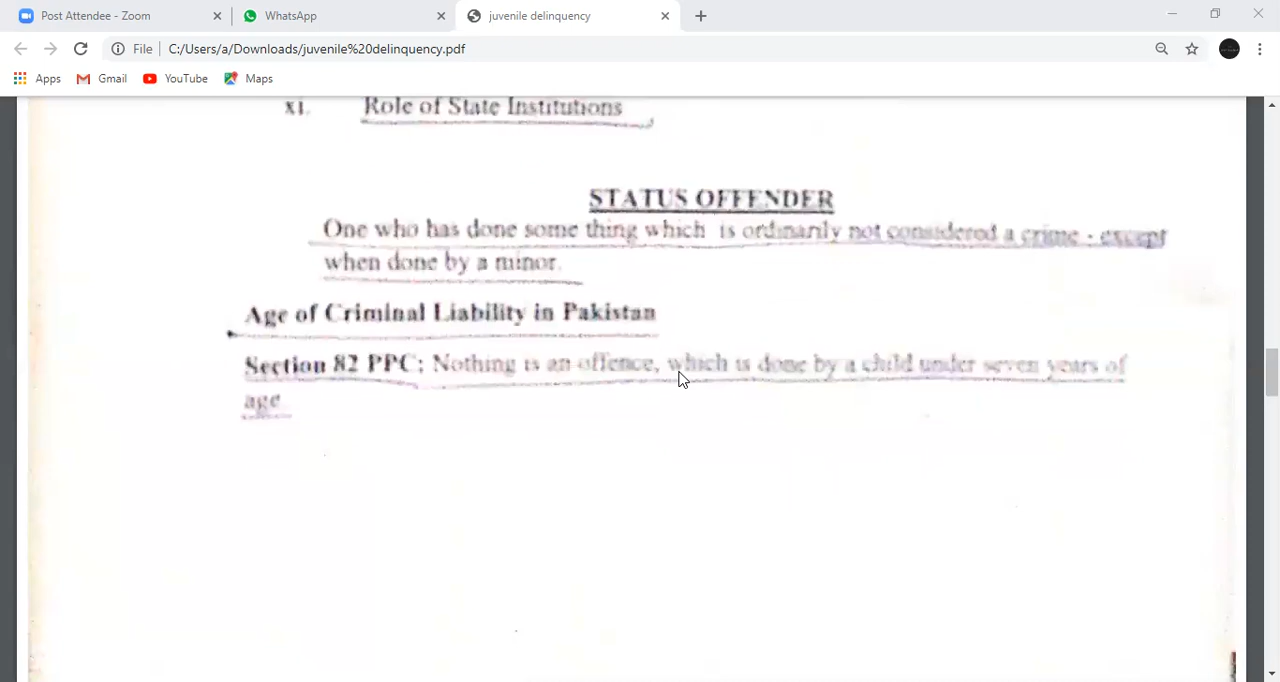 Post Attendee - Zoom
WhatsApp
juvenile delinquency
File
C:/Users/a/Downloads/juvenile%20delinquency.pdf
Apps
Gmail
YouTube
Maps
xi. Role of State Institutions
STATUS OFFENDER
One who has done some thing which is ordinarily not considered a crime - except
when done by a minor.
Age of Criminal Liability in Pakistan
Section 82 PPC: Nothing is an offence, which is done by a child under seven years of
age